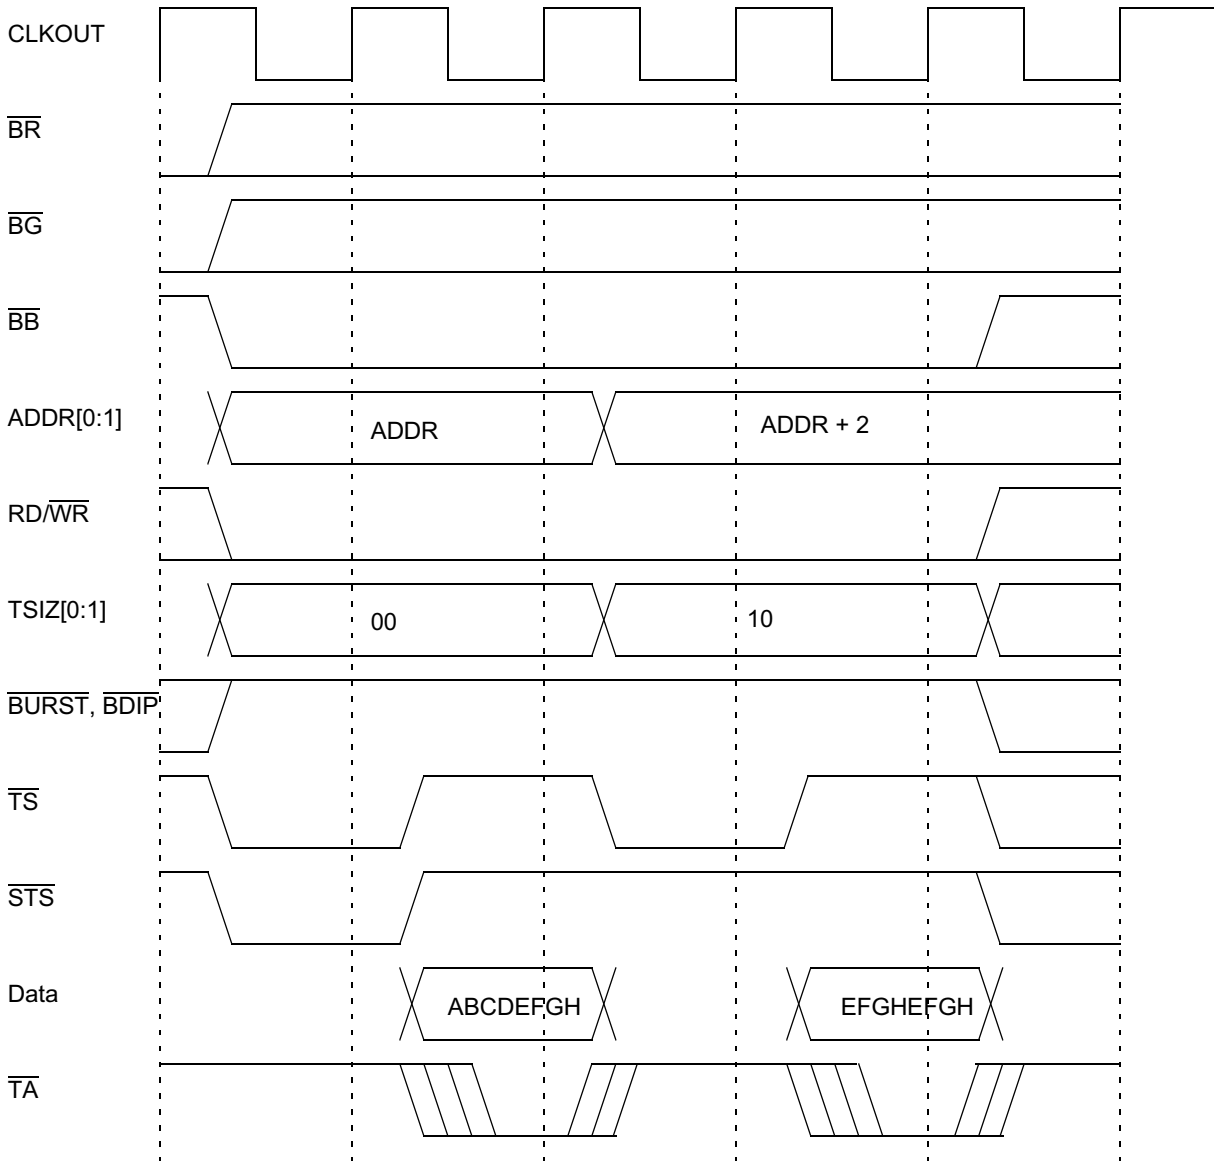 CLKOUT
BR
BG
BB
ADDR[0:1]
ADDR
ADDR + 2
RD/WR
TSIZ[0:1]
00
10
BURST, BDIP
TS
STS
Data
ABCDEFGH
EFGHEFGH
TA